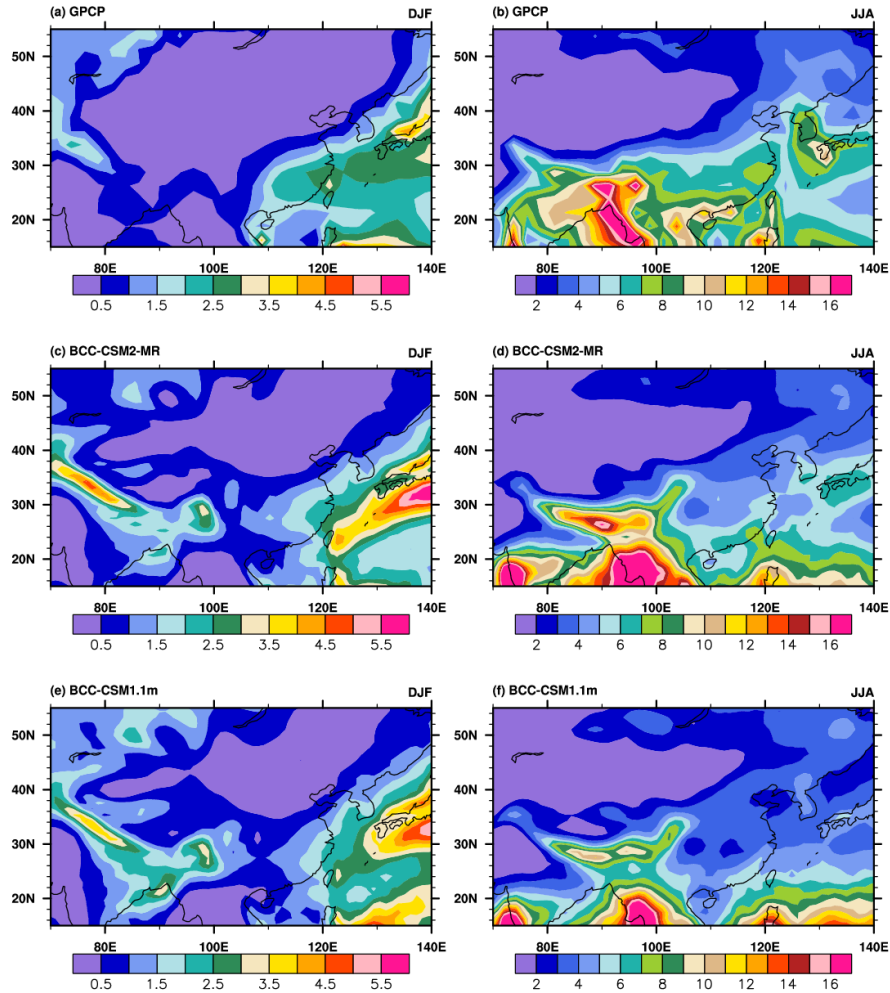 (a) GPCP DJF (b) GPCP JJA
50N 50N
40N 40N
30N 30N
20N 20N
80E 100E 120E 140E 80E 100E 120E 140E
0.5 1.5 2.5 3.5 4.5 5.5 2 4 6 8 10 12 14 16
(c) BCC-CSM2-MR DJF (d) BCC-CSM2-MR JJA
50N 50N
40N 40N
30N 30N
20N 20N
80E 100E 120E 140E 80E 100E 120E 140E
0.5 1.5 2.5 3.5 4.5 5.5 2 4 6 8 10 12 14 16
(e) BCC-CSM1.1m DJF (f) BCC-CSM1.1m JJA
50N 50N
40N 40N
30N 30N
20N 20N
80E 100E 120E 140E 80E 100E 120E 140E
0.5 1.5 2.5 3.5 4.5 5.5 2 4 6 8 10 12 14 16